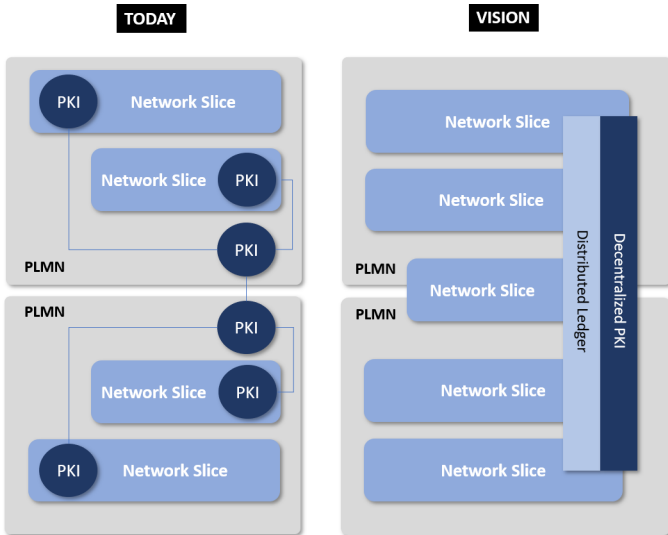 TODAY
PKI
Network Slice
Network Slice
PKI
PKI
PLMN
PLMN
PKI
Network Slice
PKI
PKI
Network Slice
VISION
Network Slice
Network Slice
PLMN
Network Slice
PLMN
Network Slice
Network Slice
Distributed Ledger
Decentralized PKI